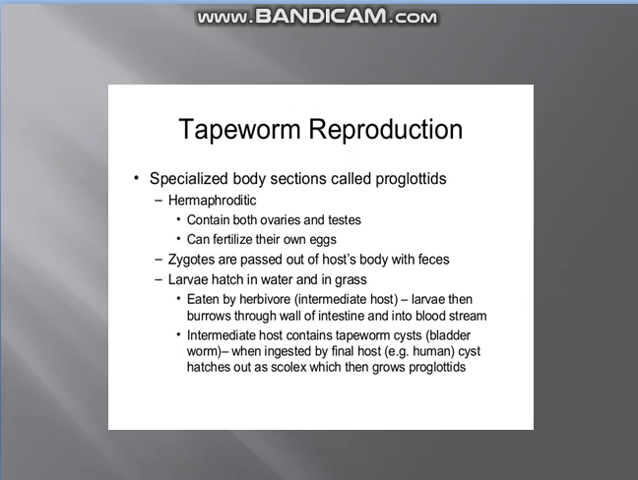 www.BANDICAM.com
Tapeworm Reproduction
• Specialized body sections called proglottids
– Hermaphroditic
• Contain both ovaries and testes
• Can fertilize their own eggs
– Zygotes are passed out of host's body with feces
– Larvae hatch in water and in grass
• Eaten by herbivore (intermediate host) – larvae then
burrows through wall of intestine and into blood stream
• Intermediate host contains tapeworm cysts (bladder
worm)– when ingested by final host (e.g. human) cyst
hatches out as scolex which then grows proglottids